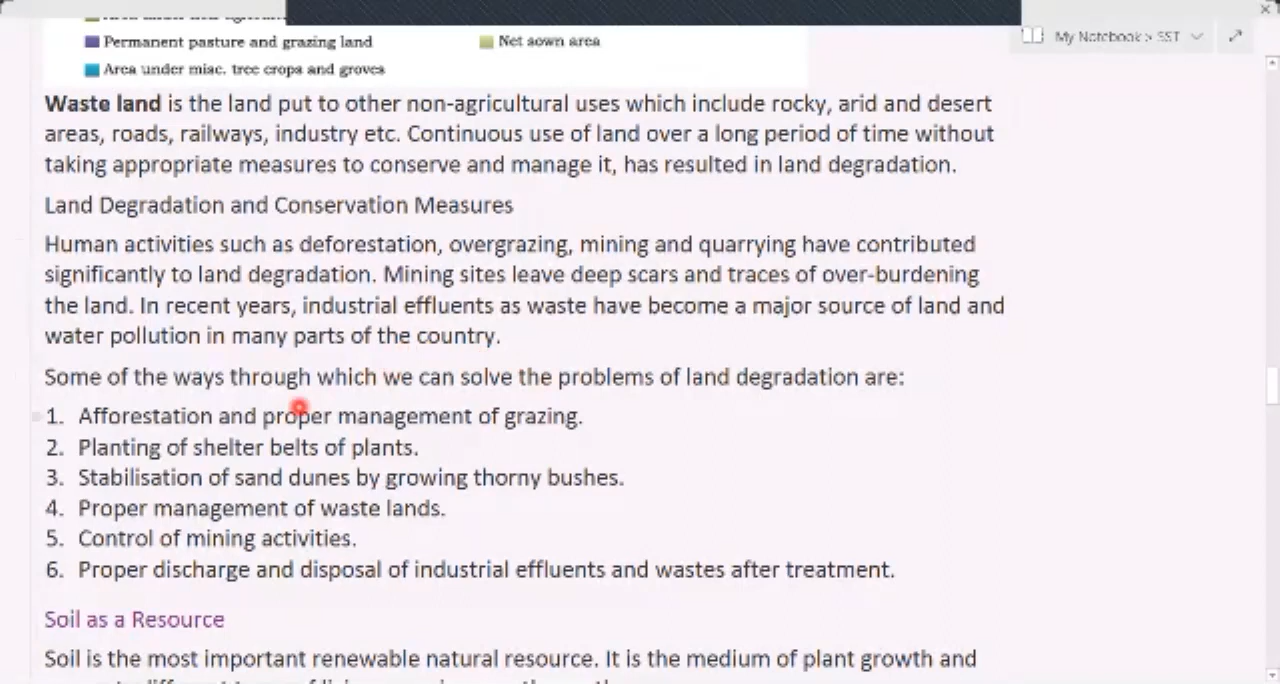 Permanent pasture and grazing land
Net sown area
Area under misc. tree crops and groves
My Notebook > SST
Waste land is the land put to other non-agricultural uses which include rocky, arid and desert
areas, roads, railways, industry etc. Continuous use of land over a long period of time without
taking appropriate measures to conserve and manage it, has resulted in land degradation.
Land Degradation and Conservation Measures
Human activities such as deforestation, overgrazing, mining and quarrying have contributed
significantly to land degradation. Mining sites leave deep scars and traces of over-burdening
the land. In recent years, industrial effluents as waste have become a major source of land and
water pollution in many parts of the country.
Some of the ways through which we can solve the problems of land degradation are:
1. Afforestation and proper management of grazing.
2. Planting of shelter belts of plants.
3. Stabilisation of sand dunes by growing thorny bushes.
4. Proper management of waste lands.
5. Control of mining activities.
6. Proper discharge and disposal of industrial effluents and wastes after treatment.
Soil as a Resource
Soil is the most important renewable natural resource. It is the medium of plant growth and